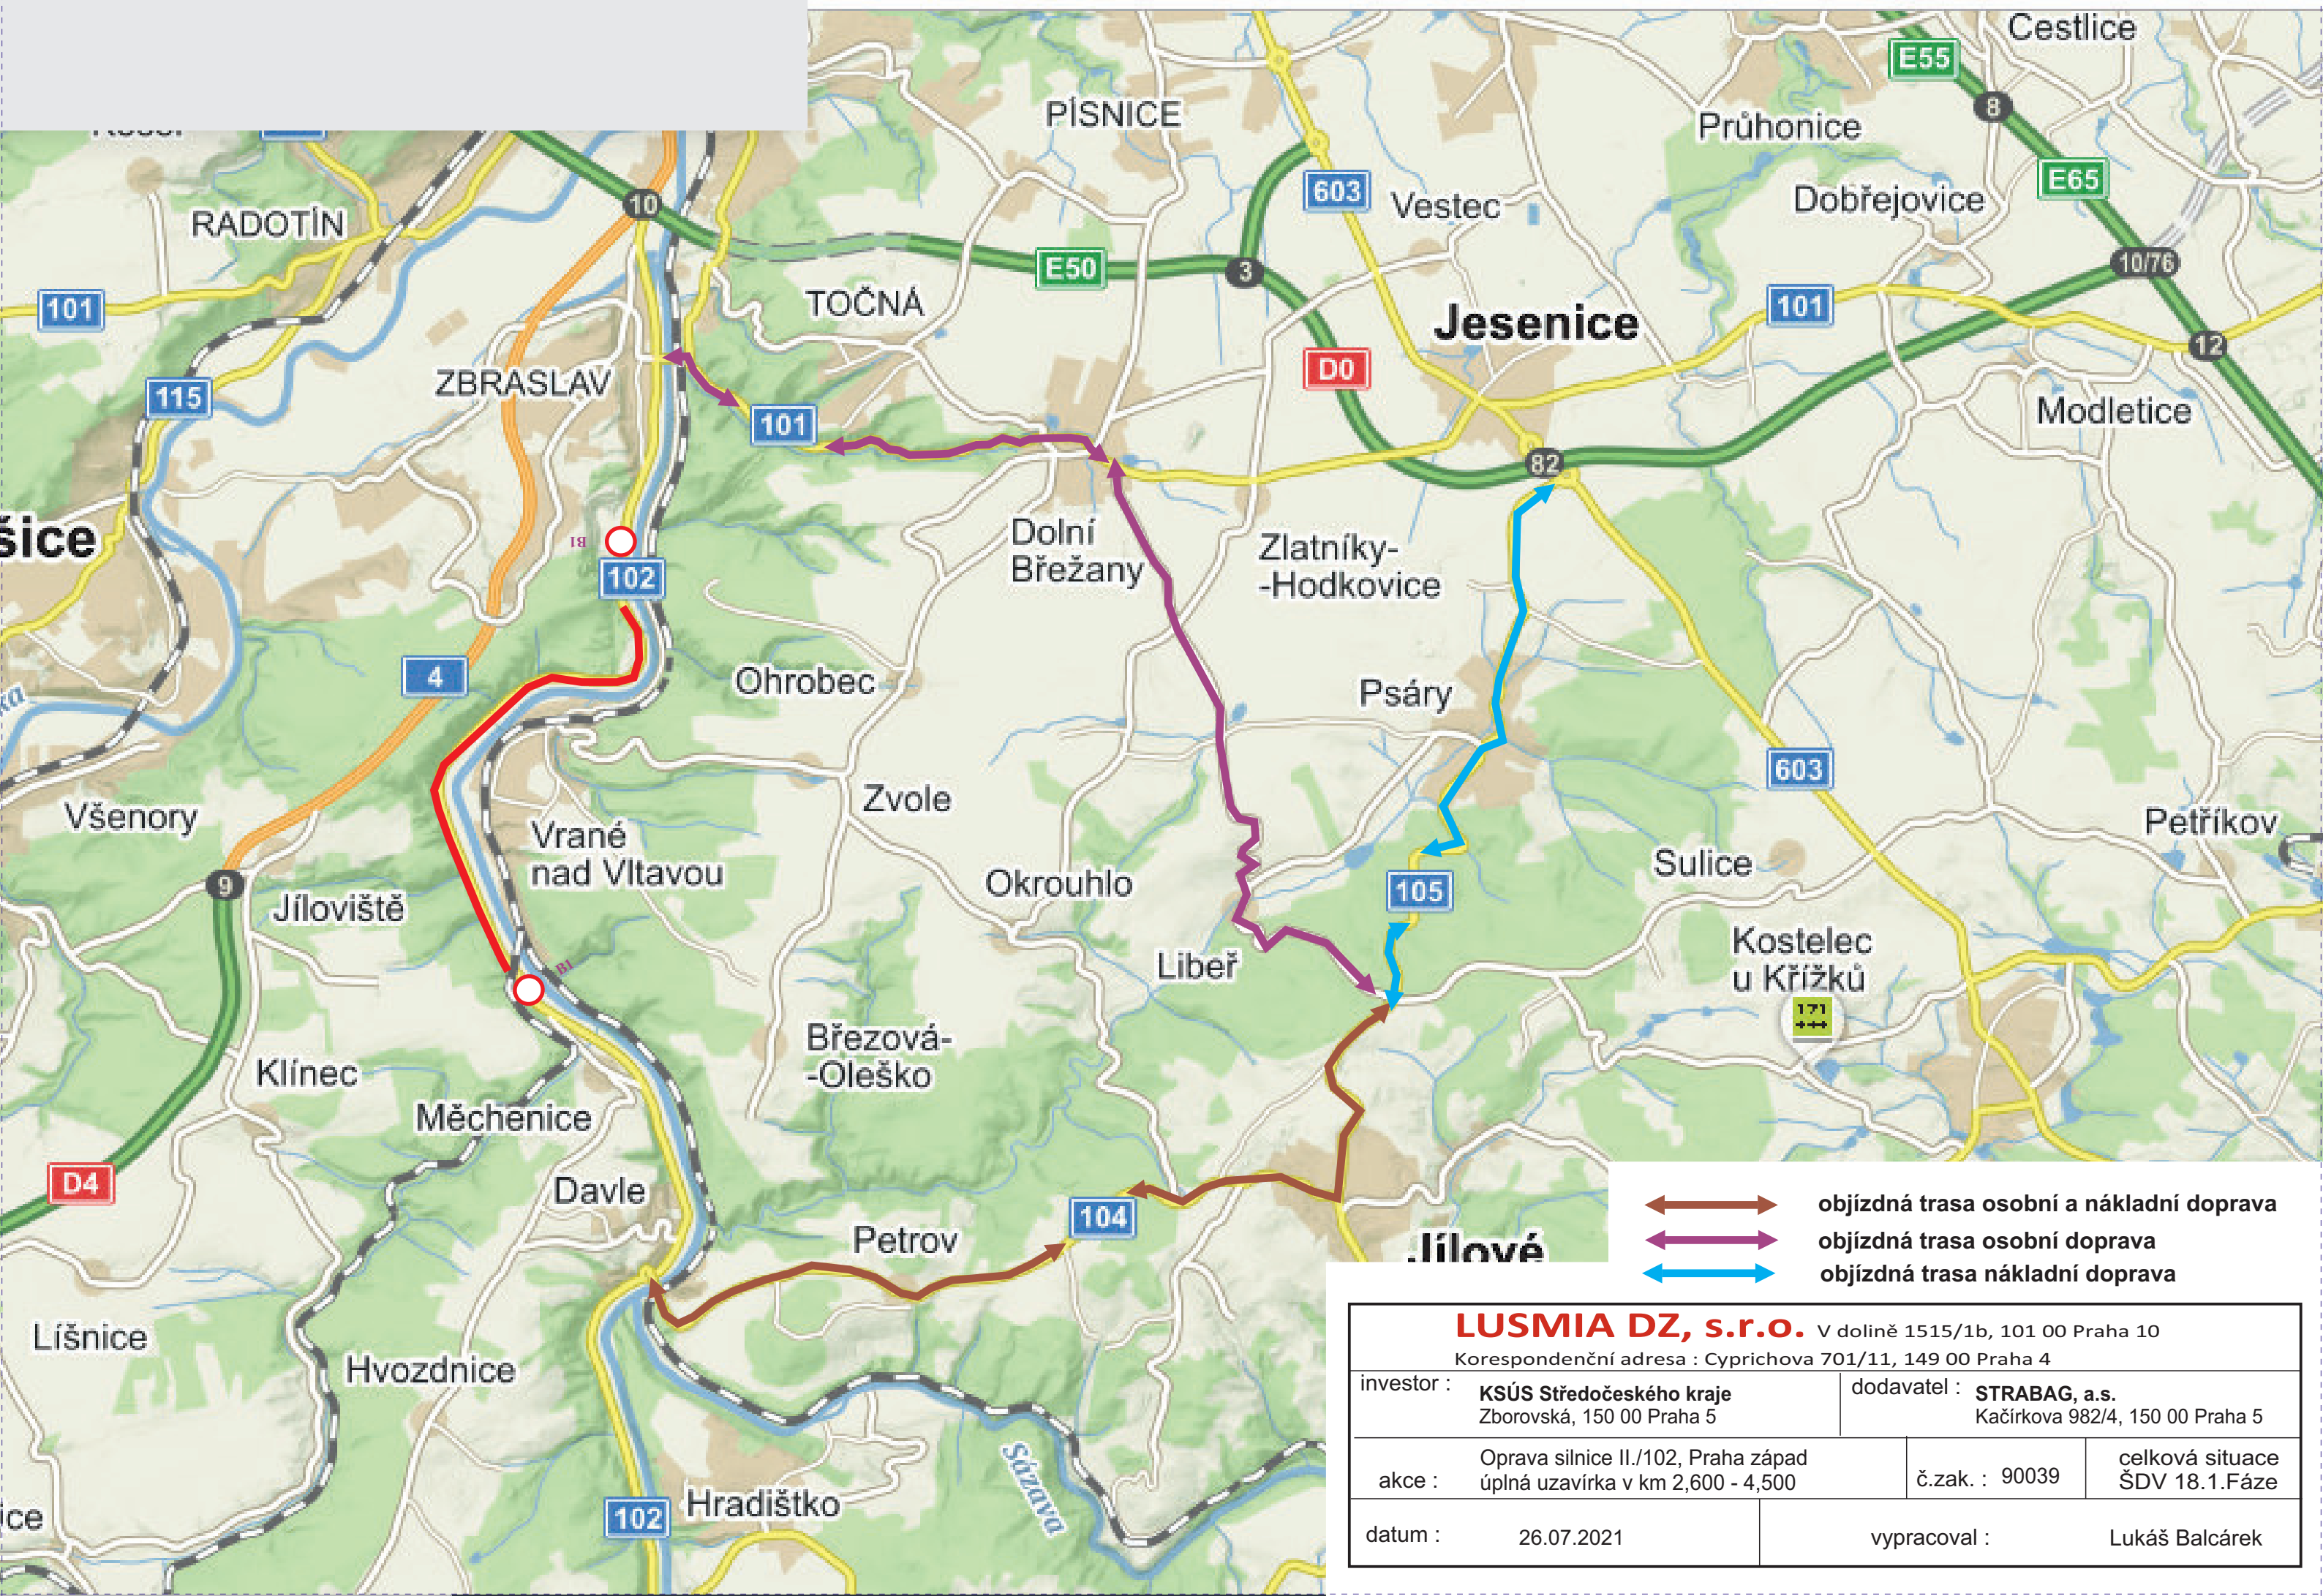 Cestlice
E55
8
PÍSNICE
Průhonice
E65
603
Vestec
Dobřejovice
10
RADOTÍN
E50
3
10/76
101
TOČNÁ
101
Jesenice
12
D0
ZBRASLAV
115
101
Modletice
82
šice
Dolní
Břežany
Zlatníky-
-Hodkovice
B1
102
4
Ohrobec
Psáry
603
Všenory
Zvole
Petříkov
Vrané
nad Vltavou
Sulice
9
Jíloviště
Okrouhlo
105
Kostelec
u Křížků
Libeř
B1
171
Březová-
-Oleško
Klínec
Měchenice
D4
Davle
104
Petrov
Jílové
objízdná trasa osobní a nákladní doprava
objízdná trasa osobní doprava
objízdná trasa nákladní doprava
Líšnice
Hvozdnice
Sázava
102
Hradištko
ice
LUSMIA DZ, s.r.o. V dolině 1515/1b, 101 00 Praha 10
Korespondenční adresa : Cyprichova 701/11, 149 00 Praha 4
investor : KSÚS Středočeského kraje
Zborovská, 150 00 Praha 5
dodavatel : STRABAG, a.s.
Kačírkova 982/4, 150 00 Praha 5
akce : Oprava silnice II./102, Praha západ
úplná uzavírka v km 2,600 - 4,500
č.zak. : 90039
celková situace
ŠDV 18.1.Fáze
datum : 26.07.2021
vypracoval : Lukáš Balcárek